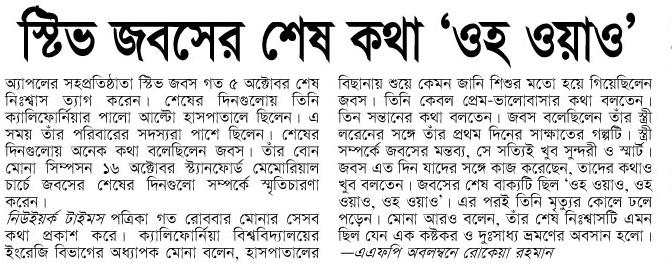 স্টিভ জবসের শেষ কথা ‘ওহ ওয়াও’
অ্যাপলের সহপ্রতিষ্ঠাতা স্টিভ জবস গত ৫ অক্টোবর শেষ
নিঃশ্বাস ত্যাগ করেন। শেষের দিনগুলোয় তিনি
ক্যালিফোর্নিয়ার পালো আল্টো হাসপাতালে ছিলেন। এ
সময় তাঁর পরিবারের সদস্যরা পাশে ছিলেন। শেষের
দিনগুলোয় অনেক কথা বলেছিলেন জবস। তাঁর বোন
মোনা সিম্পসন ১৬ অক্টোবর স্ট্যানফোর্ড মেমোরিয়াল
চার্চে জবসের শেষের দিনগুলো সম্পর্কে স্মৃতিচারণা
করেন।
নিউইয়র্ক টাইমস পত্রিকা গত রোববার মোনার সেসব
কথা প্রকাশ করে। ক্যালিফোর্নিয়া বিশ্ববিদ্যালয়ের
ইংরেজি বিভাগের অধ্যাপক মোনা বলেন, হাসপাতালের
বিছানায় শুয়ে কেমন জানি শিশুর মতো হয়ে গিয়েছিলেন
জবস। তিনি কেবল প্রেম-ভালোবাসার কথা বলতেন।
তিন সন্তানের কথা বলতেন। জবস বলেছিলেন তাঁর স্ত্রী
লরেনের সঙ্গে তাঁর প্রথম দিনের সাক্ষাতের গল্পটি। স্ত্রী
সম্পর্কে জবসের মন্তব্য, সে সত্যিই খুব সুন্দরী ও স্মার্ট।
জবস এত দিন যাদের সঙ্গে কাজ করেছেন, তাদের কথাও
খুব বলতেন। জবসের শেষ বাক্যটি ছিল ‘ওহ ওয়াও, ওহ
ওয়াও, ওহ ওয়াও’। এর পরই তিনি মৃত্যুর কোলে ঢলে
পড়েন। মোনা আরও বলেন, তাঁর শেষ নিঃশ্বাসটি এমন
ছিল যেন এক কষ্টকর ও দুঃসাধ্য ভ্রমণের অবসান হলো।
—এএফপি অবলম্বনে রোকেয়া রহমান